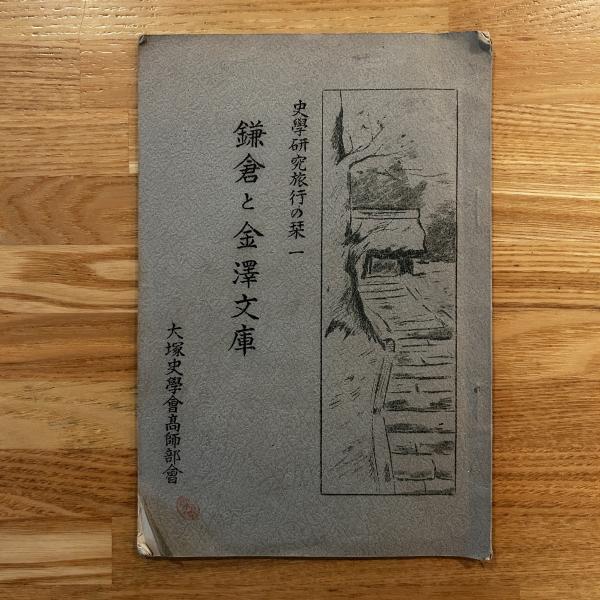 史學研究旅行の栞 一
鎌倉と金澤文庫
大塚史學會高師部會